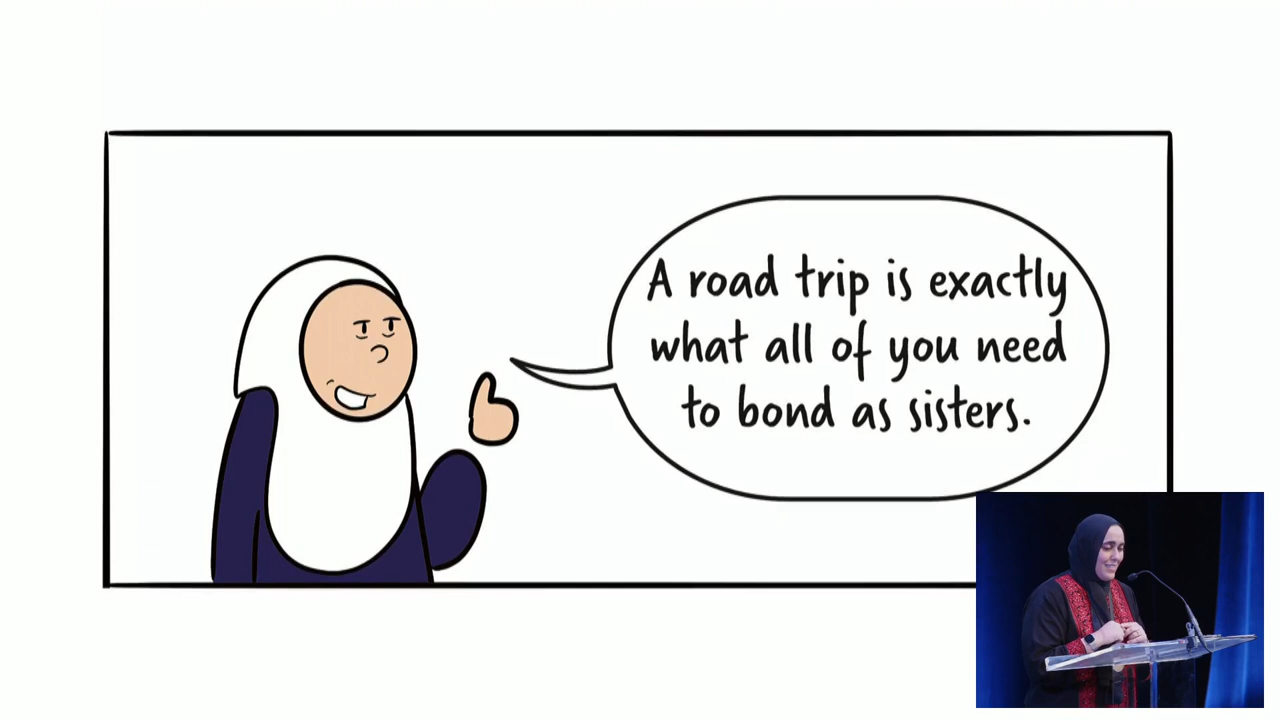 A road trip is exactly
what all of you need
to bond as sisters.